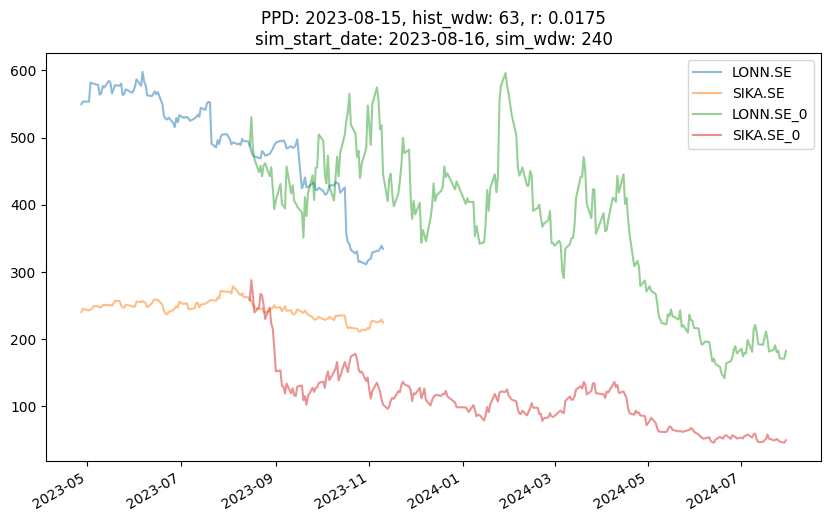 PPD: 2023-08-15, hist_wdw: 63, r: 0.0175
sim_start_date: 2023-08-16, sim_wdw: 240
LONN.SE
SIKA.SE
LONN.SE_0
SIKA.SE_0
600
500
400
300
200
100
2023-05
2023-07
2023-09
2023-11
2024-01
2024-03
2024-05
2024-07